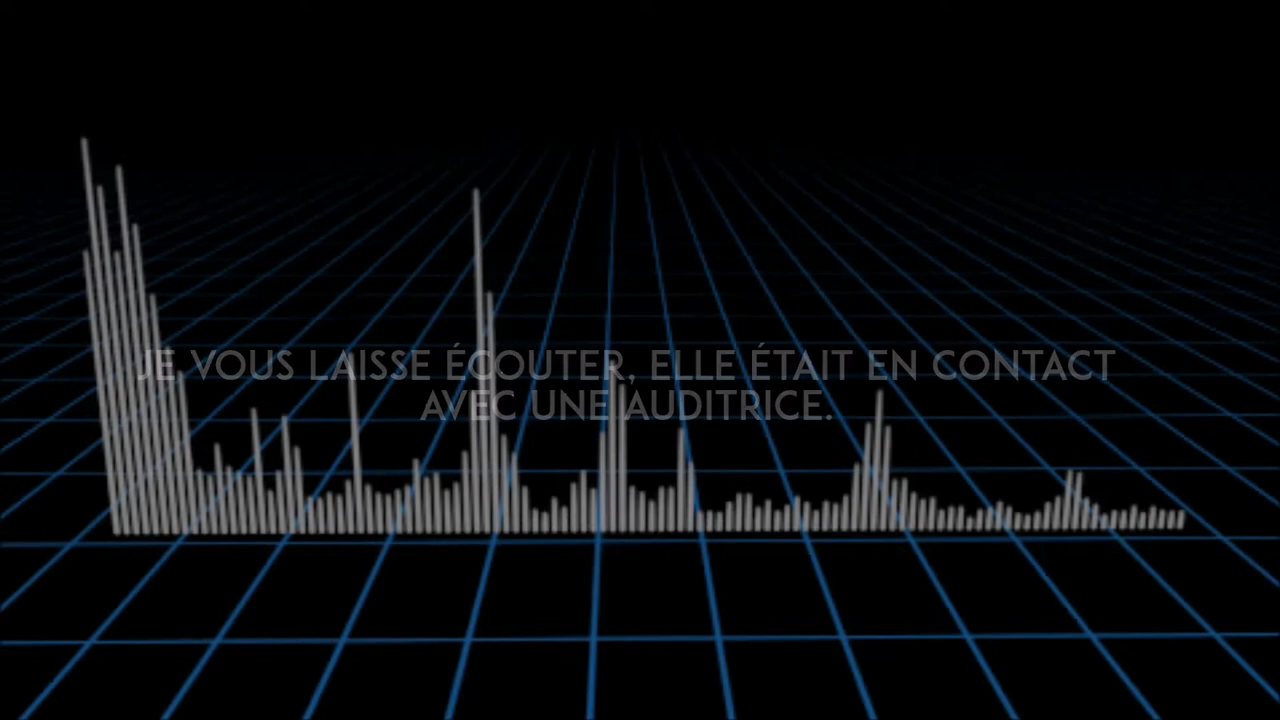 JE VOUS LAISSE ÉCOUTER, ELLE ÉTAIT EN CONTACT
AVEC UNE AUDITRICE.